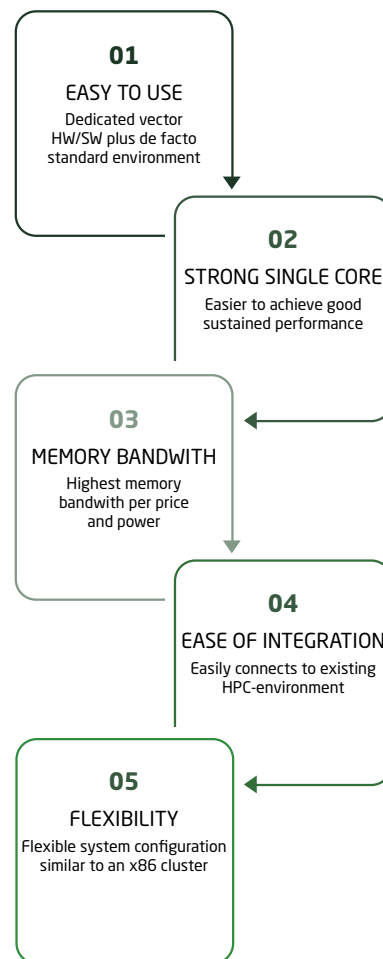 01
EASY TO USE
Dedicated vector
HW/SW plus de facto
standard environment
02
STRONG SINGLE CORE
Easier to achieve good
sustained performance
03
MEMORY BANDWITH
Highest memory
bandwith per price
and power
04
EASE OF INTEGRATION
Easily connects to existing
HPC-environment
05
FLEXIBILITY
Flexible system configuration
similar to an x86 cluster